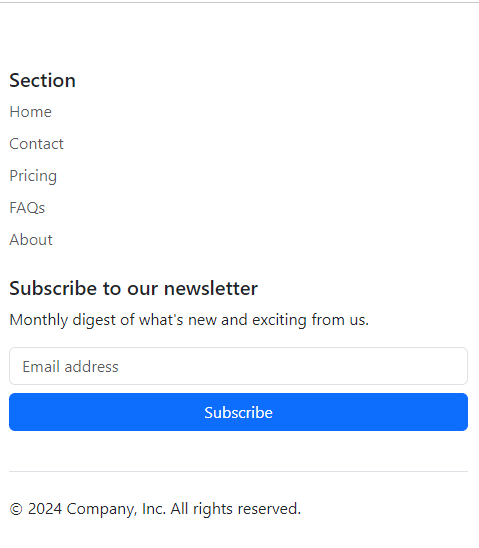 Section
Home
Contact
Pricing
FAQs
About
Subscribe to our newsletter
Monthly digest of what's new and exciting from us.
Email address
Subscribe
© 2024 Company, Inc. All rights reserved.